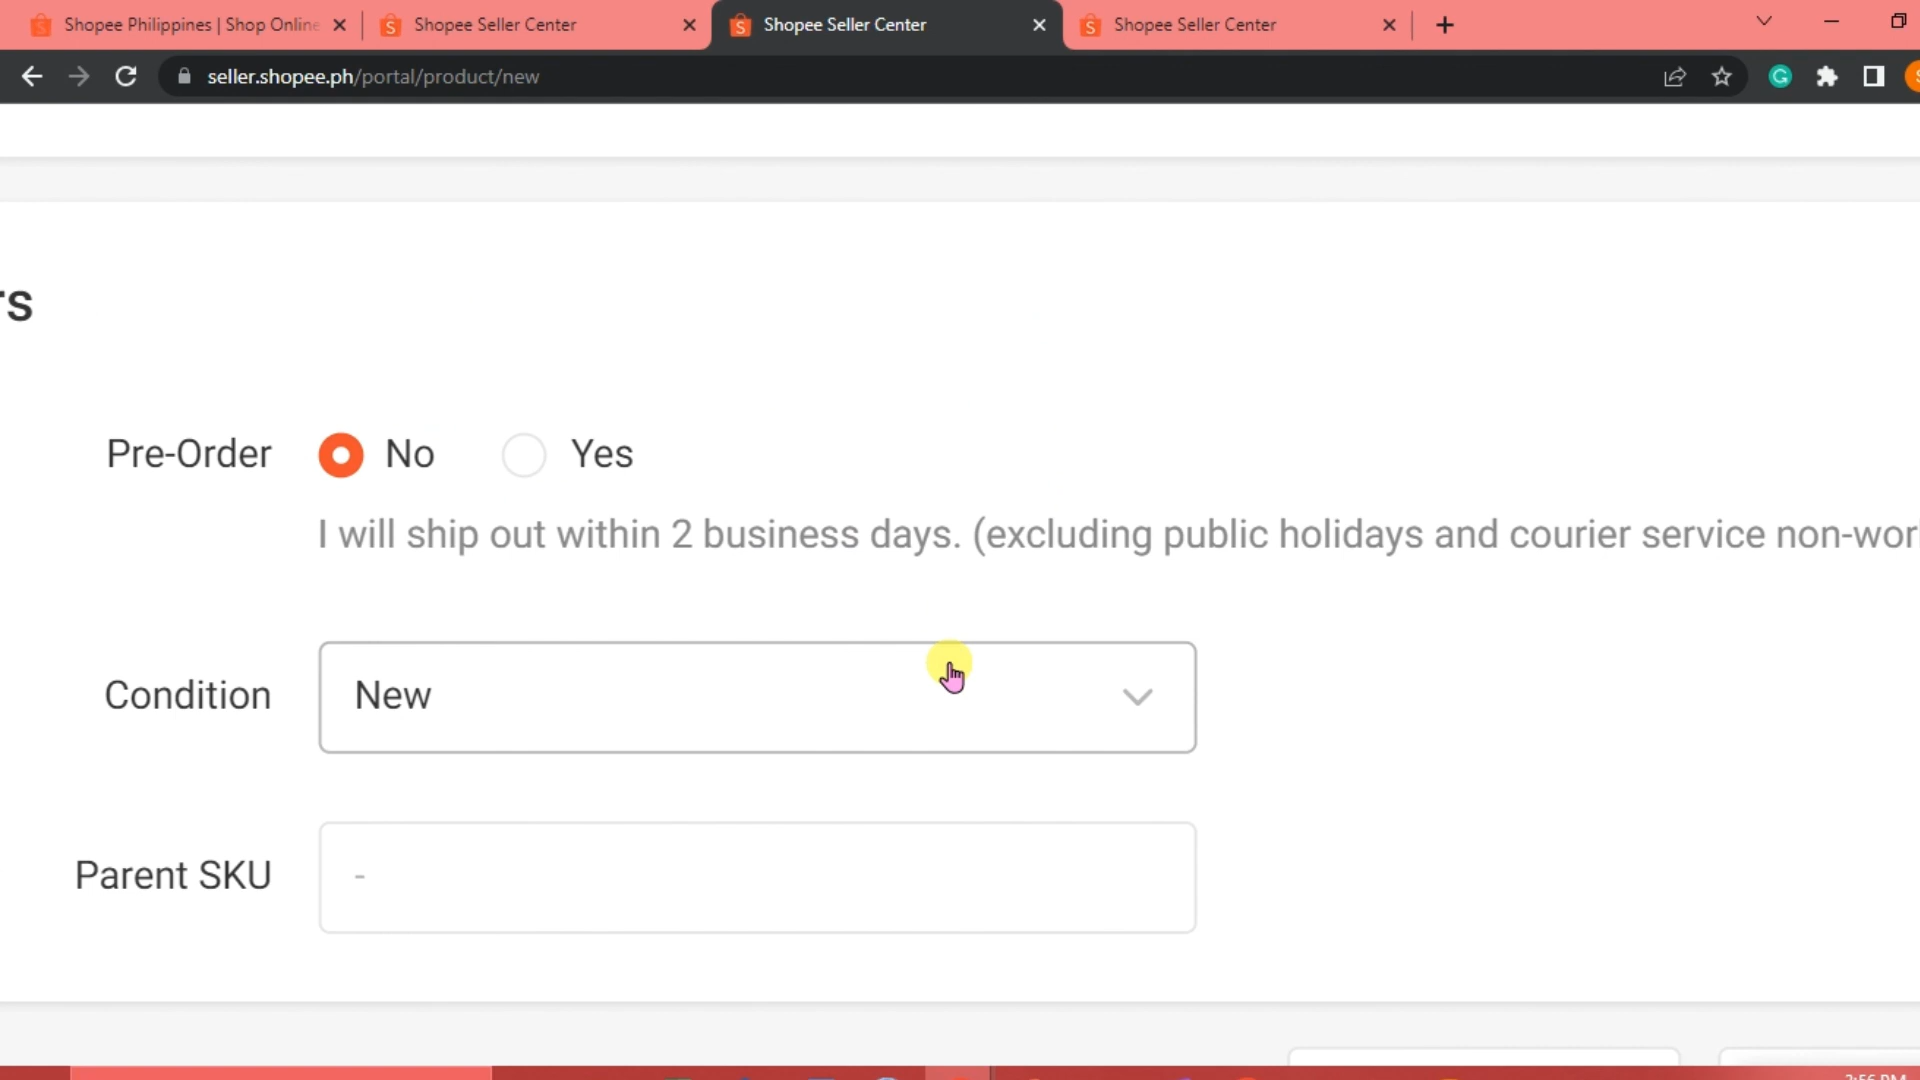 Shopee Philippines | Shop Online
Shopee Seller Center
Shopee Seller Center
Shopee Seller Center
seller.shopee.ph/portal/product/new
rs
Pre-Order
No
Yes
I will ship out within 2 business days. (excluding public holidays and courier service non-wor
Condition
New
Parent SKU
-